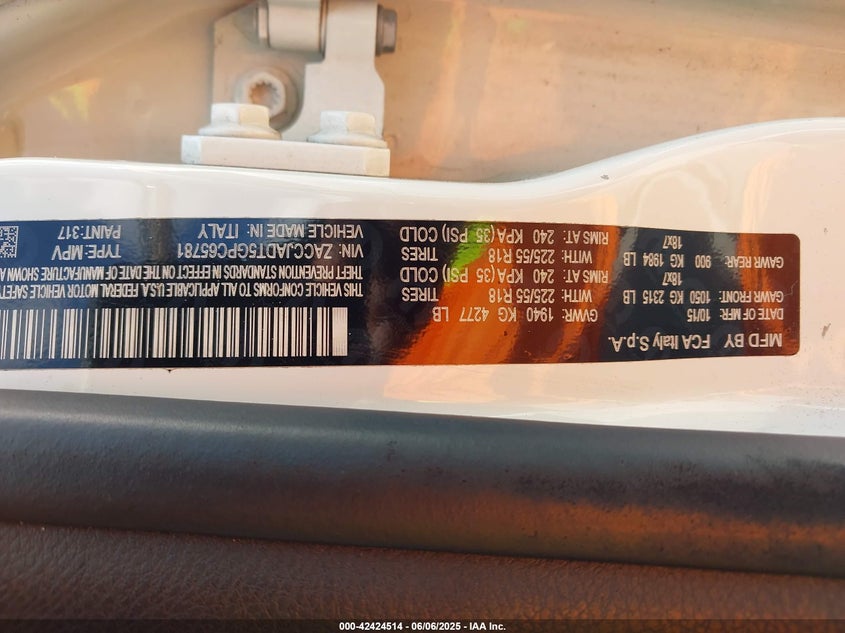 MFD BY FCA Italy S.p.A.
DATE OF MFR: 10/15 GVWR: 1940 KG 4277 LB
GAWR FRONT: 1050 KG 2315 LB WITH: 225/55 R18 TIRES
18x7 RIMS AT: 240 KPA(35 PSI) COLD
GAWR REAR: 900 KG 1984 LB WITH: 225/55 R18 TIRES
18x7 RIMS AT: 240 KPA(35 PSI) COLD
THIS VEHICLE CONFORMS TO ALL APPLICABLE U.S.A. FEDERAL MOTOR VEHICLE SAFETY
THEFT PREVENTION STANDARDS IN EFFECT ON THE DATE OF MANUFACTURE SHOWN
VIN: ZACCJADT5GPC65781 TYPE: MPV
VEHICLE MADE IN: ITALY PAINT: 317
000-42424514 - 06/06/2025 - IAA Inc.